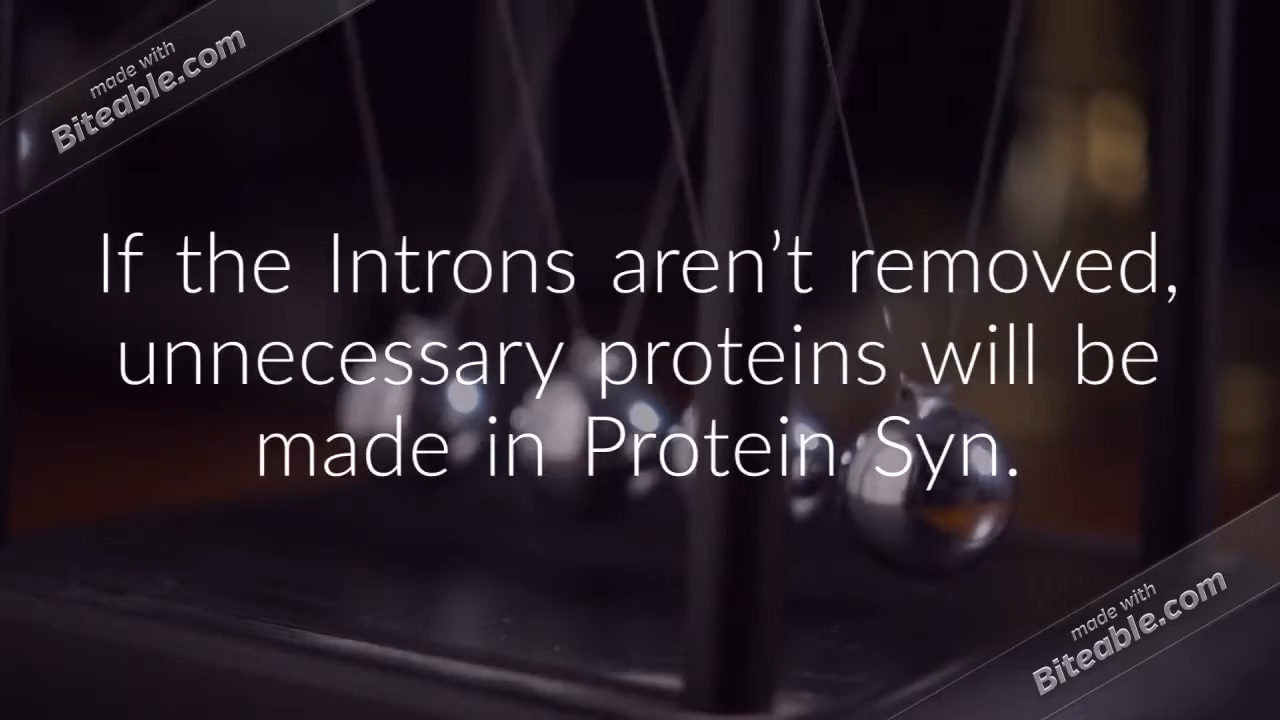 made with
Biteable.com
If the Introns aren’t removed,
unnecessary proteins will be
made in Protein Syn.
made with
Biteable.com